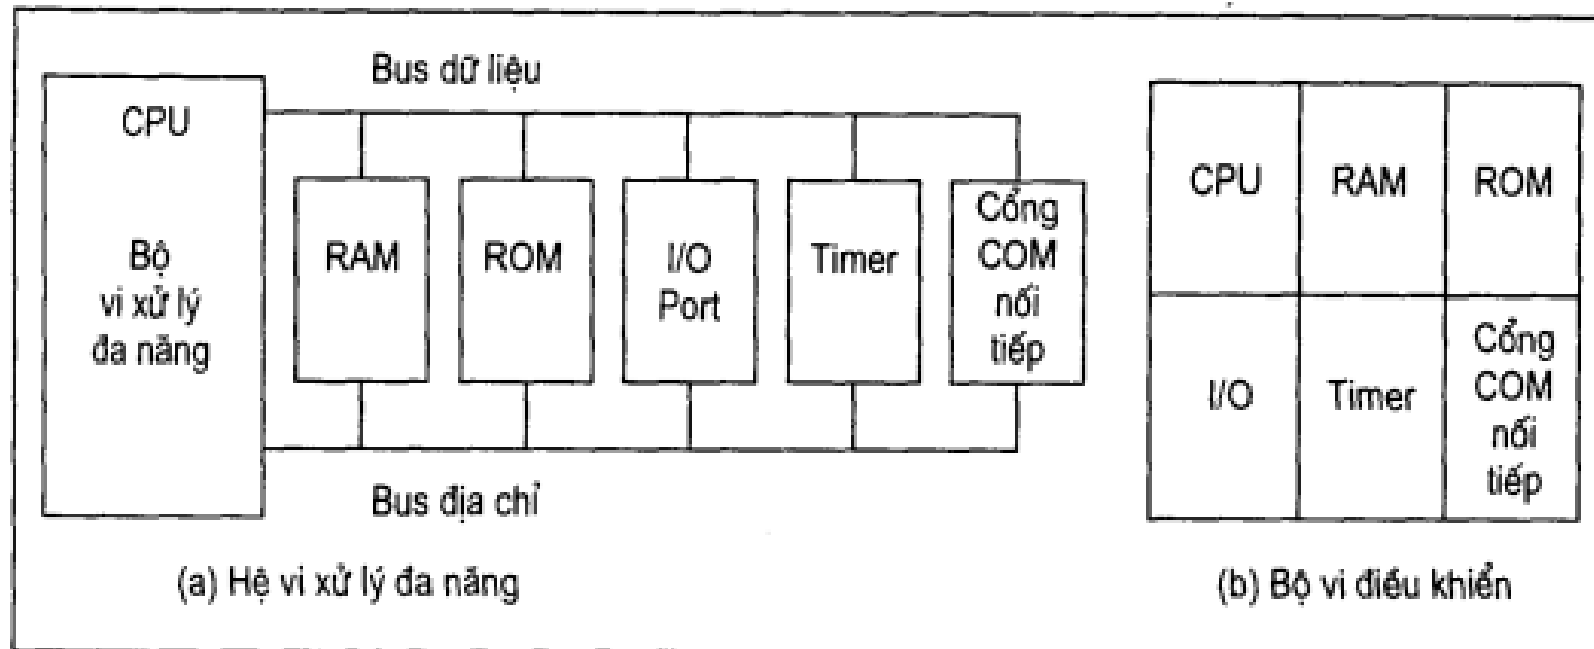 Bus dữ liệu
CPU
Bộ
vi xử lý
đa năng
RAM
ROM
I/O
Port
Timer
Cổng
COM
nối
tiếp
Bus địa chỉ
(a) Hệ vi xử lý đa năng
CPU
RAM
ROM
I/O
Timer
Cổng
COM
nối
tiếp
(b) Bộ vi điều khiển